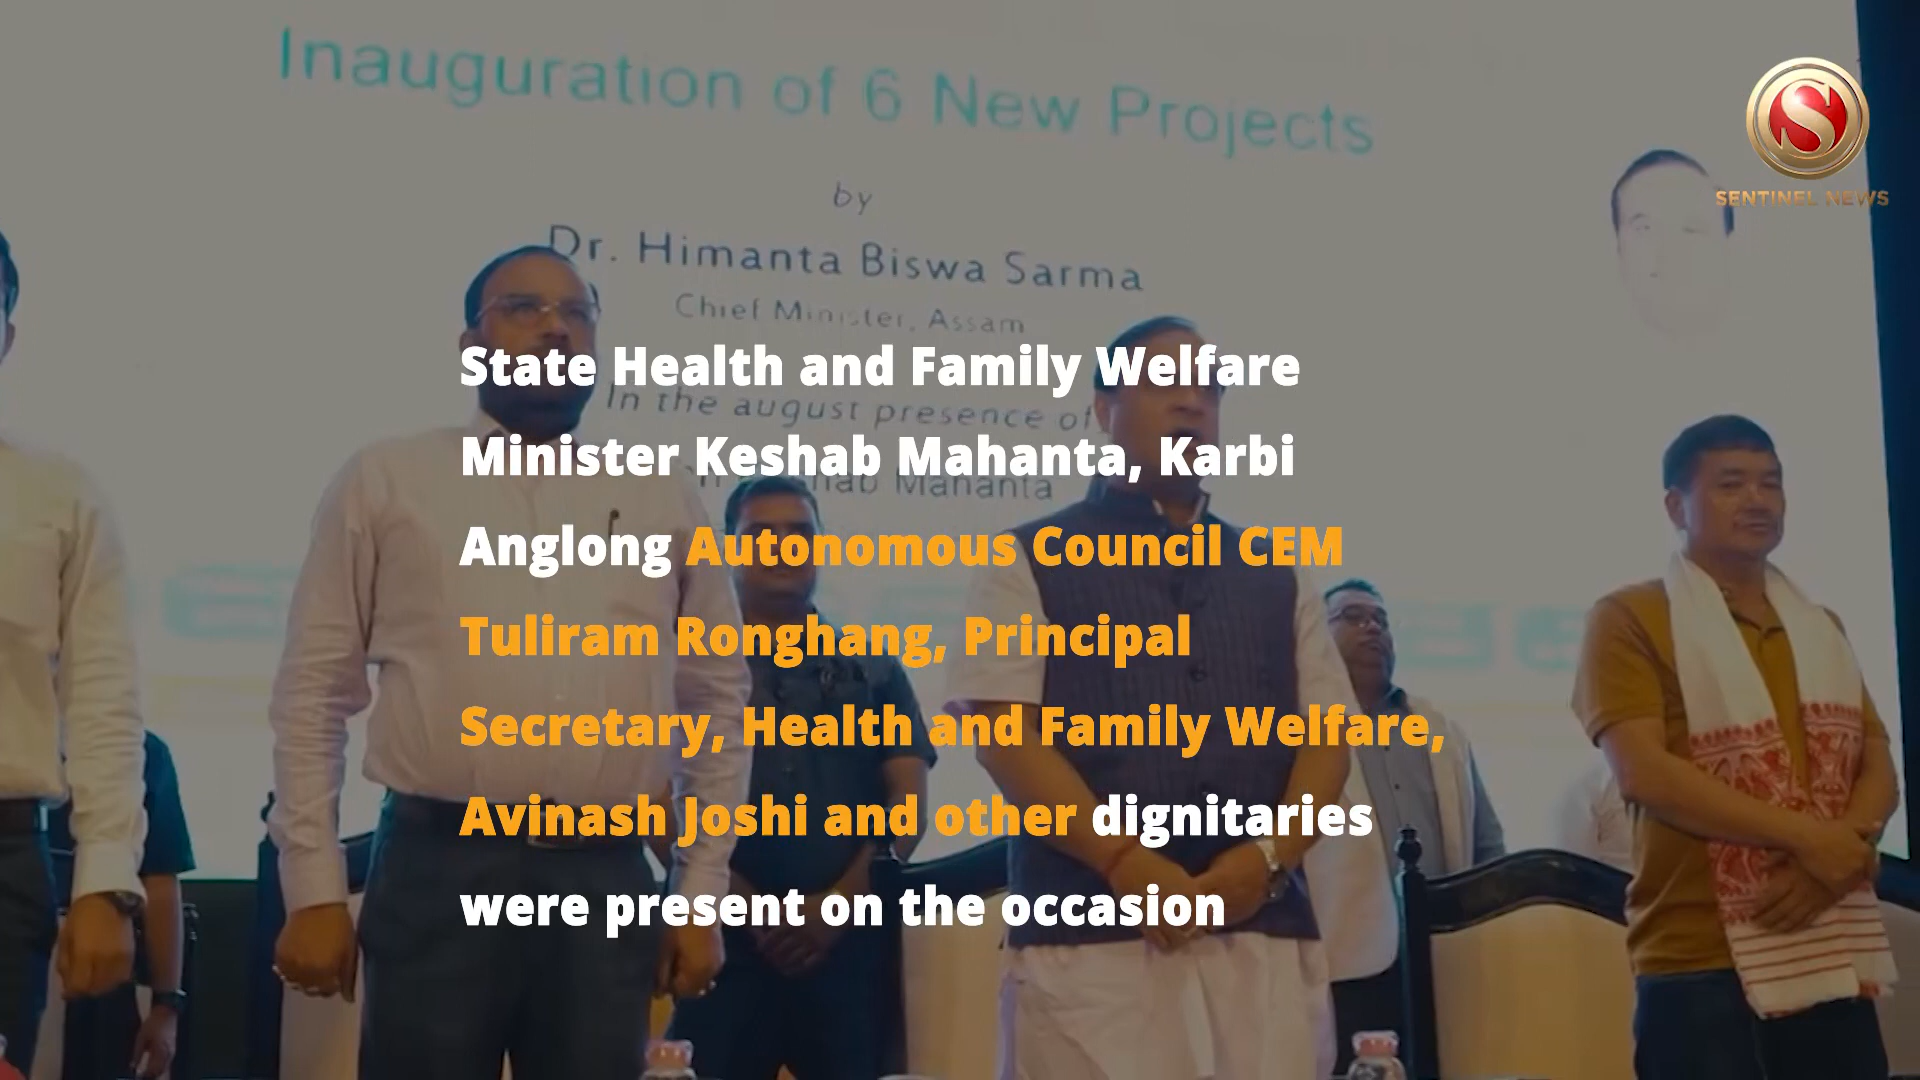 Inauguration of 6 New Projects
by
Dr. Himanta Biswa Sarma
Chief Minister, Assam
In the august presence of
Mahanta
SENTINEL NEWS
State Health and Family Welfare
Minister Keshab Mahanta, Karbi
Anglong Autonomous Council CEM
Tuliram Ronghang, Principal
Secretary, Health and Family Welfare,
Avinash Joshi and other dignitaries
were present on the occasion